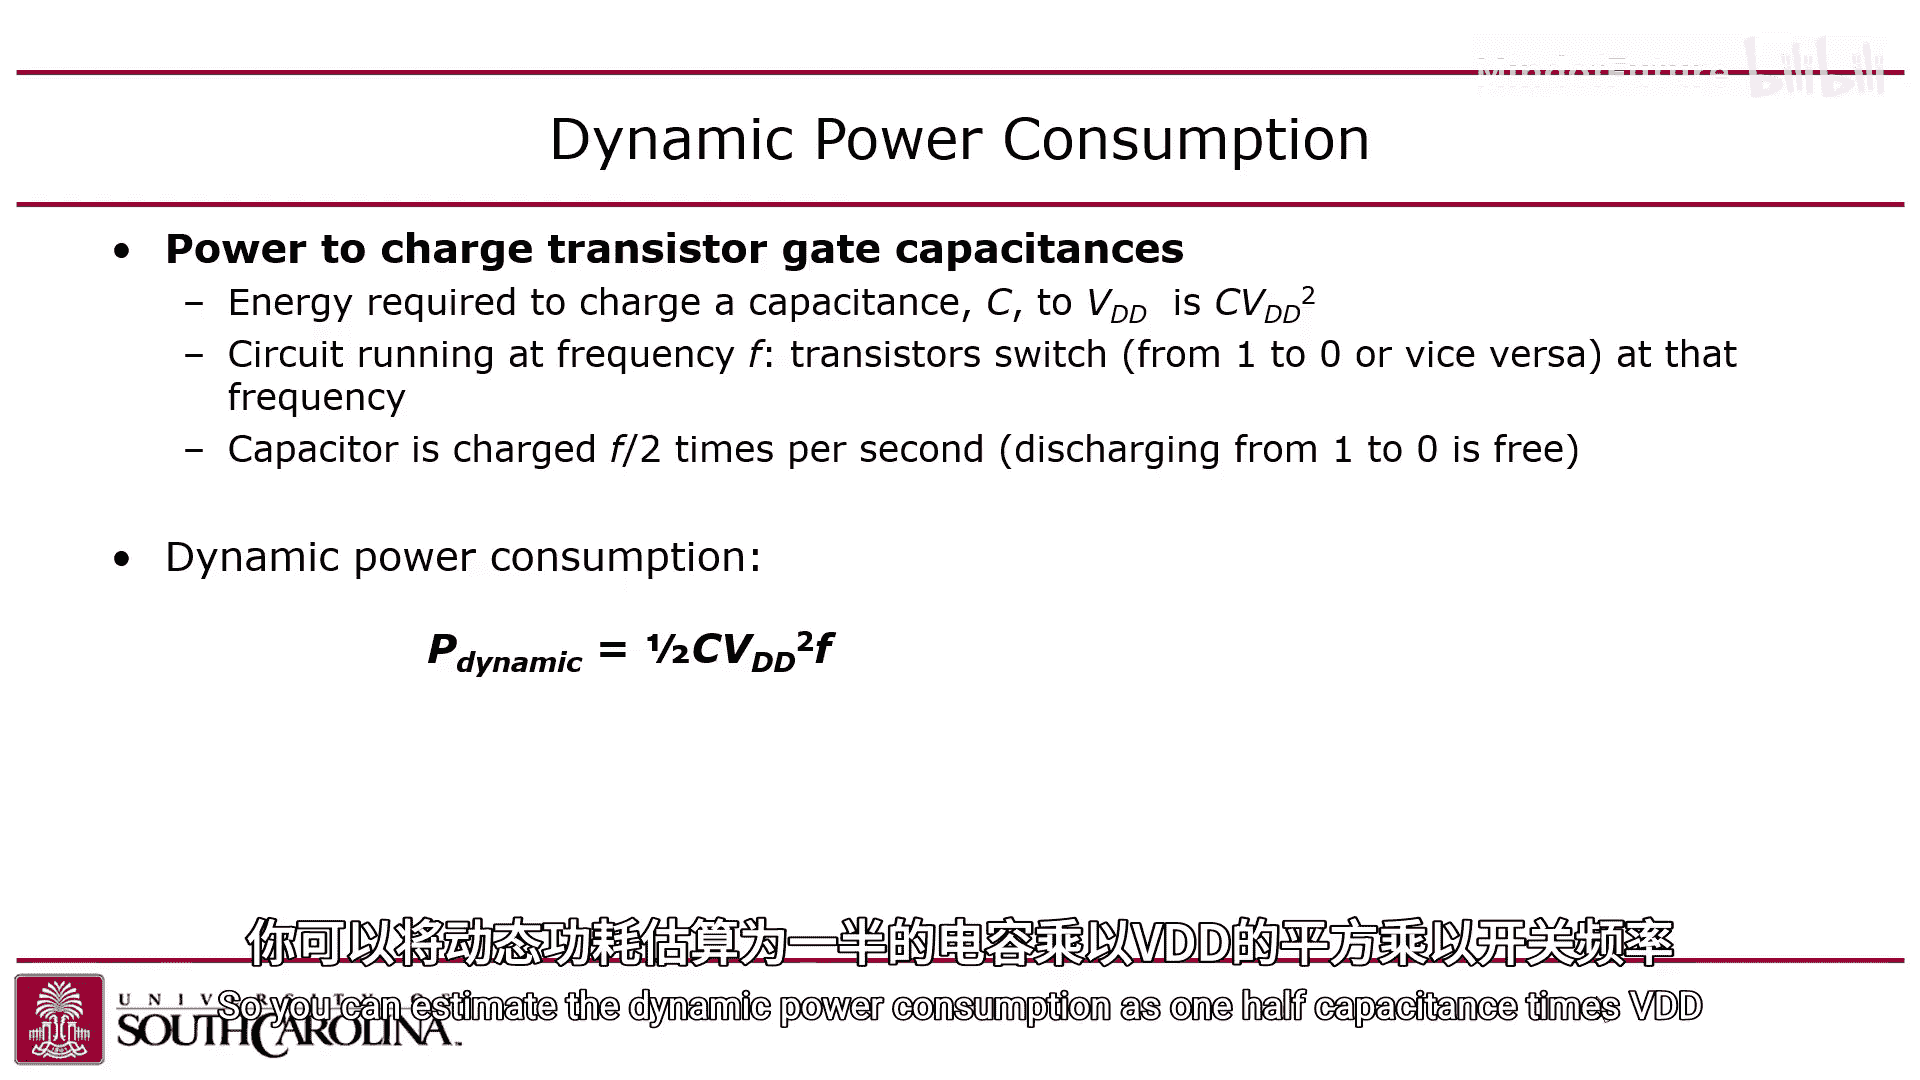 Dynamic Power Consumption
• Power to charge transistor gate capacitances
– Energy required to charge a capacitance, C, to V_DD is CV_DD²
– Circuit running at frequency f: transistors switch (from 1 to 0 or vice versa) at that
frequency
– Capacitor is charged f/2 times per second (discharging from 1 to 0 is free)
• Dynamic power consumption:
P_dynamic = ½CV_DD²f
你可以将动态功耗估算为一半的电容乘以VDD的平方乘以开关频率
So you can estimate the dynamic power consumption as one half capacitance times VDD
SOUTH CAROLINA
bilibili